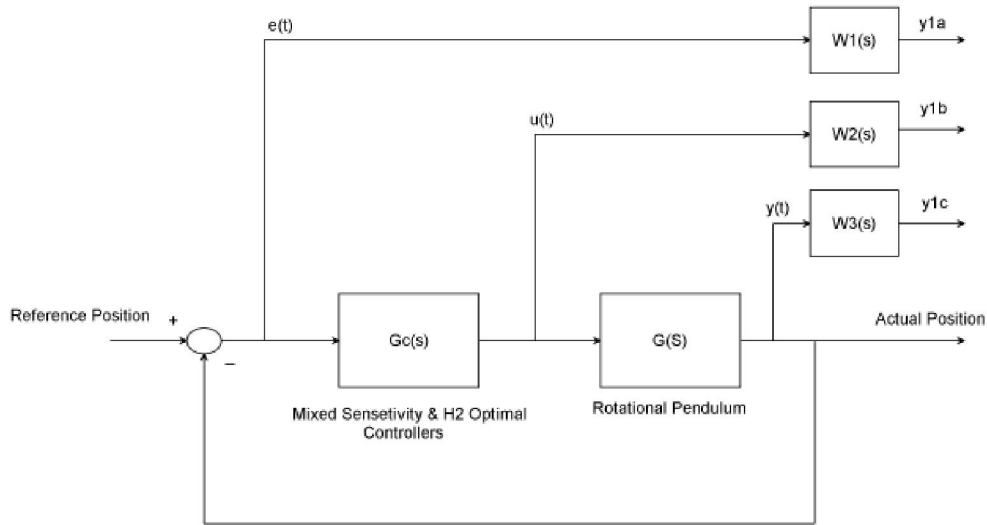 e(t)
W1(s)
y1a
u(t)
W2(s)
y1b
y(t)
W3(s)
y1c
Reference Position
+
−
Gc(s)
G(S)
Actual Position
Mixed Sensetivity & H2 Optimal
Controllers
Rotational Pendulum